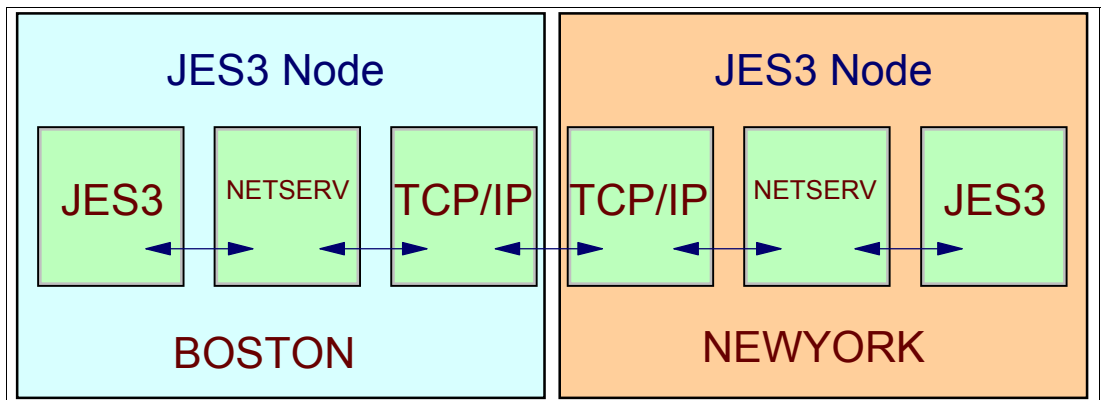 JES3 Node
JES3 Node
JES3
NETSERV
TCP/IP
TCP/IP
NETSERV
JES3
BOSTON
NEWYORK